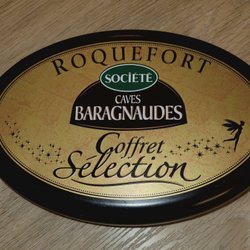 ROQUEFORT
SOCIÉTÉ
CAVES
BARAGNAUDES
Coffret
Sélection